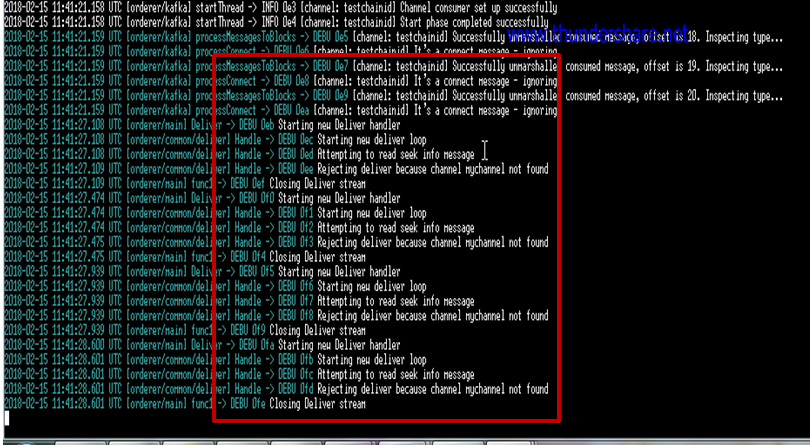 2018-02-15 11:41:21.158 UTC [orderer/kafka] startThread -> INFO 0e3 [channel: testchainid] Channel consumer set up successfully
2018-02-15 11:41:21.158 UTC [orderer/kafka] startThread -> INFO 0e4 [channel: testchainid] Start phase completed successfully
www.thundershare.net
2018-02-15 11:41:21.158 UTC [orderer/kafka] processMessagesToBlocks -> DEBU 0e5 [channel: testchainid] Successfully unmarshalled consumed message, offset is 18. Inspecting type...
2018-02-15 11:41:21.158 UTC [orderer/kafka] processConnect -> DEBU 0e6 [channel: testchainid] It's a connect message - ignoring
2018-02-15 11:41:21.158 UTC [orderer/kafka] processMessagesToBlocks -> DEBU 0e7 [channel: testchainid] Successfully unmarshalle consumed message, offset is 19. Inspecting type...
2018-02-15 11:41:21.158 UTC [orderer/kafka] processConnect -> DEBU 0e8 [channel: testchainid] It's a connect message - ignoring
2018-02-15 11:41:21.158 UTC [orderer/kafka] processMessagesToBlocks -> DEBU 0e9 [channel: testchainid] Successfully unmarshalle consumed message, offset is 20. Inspecting type...
2018-02-15 11:41:21.158 UTC [orderer/kafka] processConnect -> DEBU 0ea [channel: testchainid] It's a connect message - ignoring
2018-02-15 11:41:27.108 UTC [orderer/main] Deliver -> DEBU 0eb Starting new Deliver handler
2018-02-15 11:41:27.108 UTC [orderer/common/deliver] Handle -> DEBU 0ec Starting new deliver loop
2018-02-15 11:41:27.108 UTC [orderer/common/deliver] Handle -> DEBU 0ed Attempting to read seek info message
2018-02-15 11:41:27.109 UTC [orderer/common/deliver] Handle -> DEBU 0ee Rejecting deliver because channel mychannel not found
2018-02-15 11:41:27.109 UTC [orderer/main] func1 -> DEBU 0ef Closing Deliver stream
2018-02-15 11:41:27.474 UTC [orderer/main] Deliver -> DEBU 0f0 Starting new Deliver handler
2018-02-15 11:41:27.474 UTC [orderer/common/deliver] Handle -> DEBU 0f1 Starting new deliver loop
2018-02-15 11:41:27.474 UTC [orderer/common/deliver] Handle -> DEBU 0f2 Attempting to read seek info message
2018-02-15 11:41:27.475 UTC [orderer/common/deliver] Handle -> DEBU 0f3 Rejecting deliver because channel mychannel not found
2018-02-15 11:41:27.475 UTC [orderer/main] func1 -> DEBU 0f4 Closing Deliver stream
2018-02-15 11:41:27.939 UTC [orderer/main] Deliver -> DEBU 0f5 Starting new Deliver handler
2018-02-15 11:41:27.939 UTC [orderer/common/deliver] Handle -> DEBU 0f6 Starting new deliver loop
2018-02-15 11:41:27.939 UTC [orderer/common/deliver] Handle -> DEBU 0f7 Attempting to read seek info message
2018-02-15 11:41:27.939 UTC [orderer/common/deliver] Handle -> DEBU 0f8 Rejecting deliver because channel mychannel not found
2018-02-15 11:41:27.939 UTC [orderer/main] func1 -> DEBU 0f9 Closing Deliver stream
2018-02-15 11:41:28.600 UTC [orderer/main] Deliver -> DEBU 0fa Starting new Deliver handler
2018-02-15 11:41:28.601 UTC [orderer/common/deliver] Handle -> DEBU 0fb Starting new deliver loop
2018-02-15 11:41:28.601 UTC [orderer/common/deliver] Handle -> DEBU 0fc Attempting to read seek info message
2018-02-15 11:41:28.601 UTC [orderer/common/deliver] Handle -> DEBU 0fd Rejecting deliver because channel mychannel not found
2018-02-15 11:41:28.601 UTC [orderer/main] func1 -> DEBU 0fe Closing Deliver stream